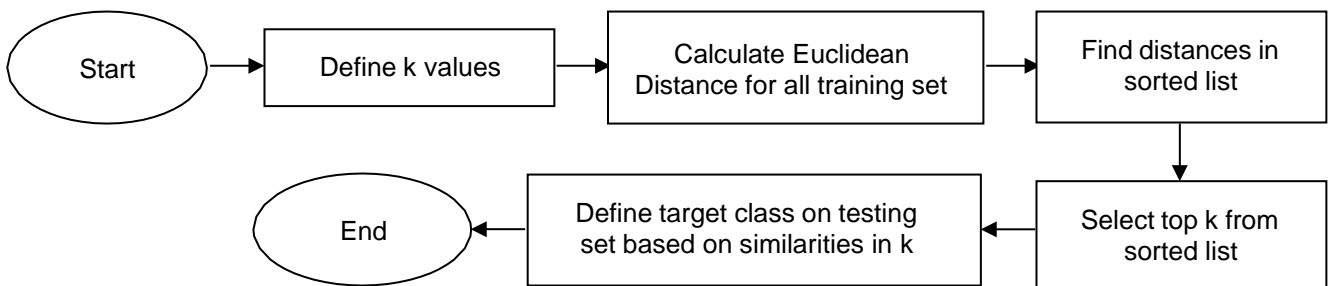 Start
Define k values
Calculate Euclidean
Distance for all training set
Find distances in
sorted list
Select top k from
sorted list
Define target class on testing
set based on similarities in k
End